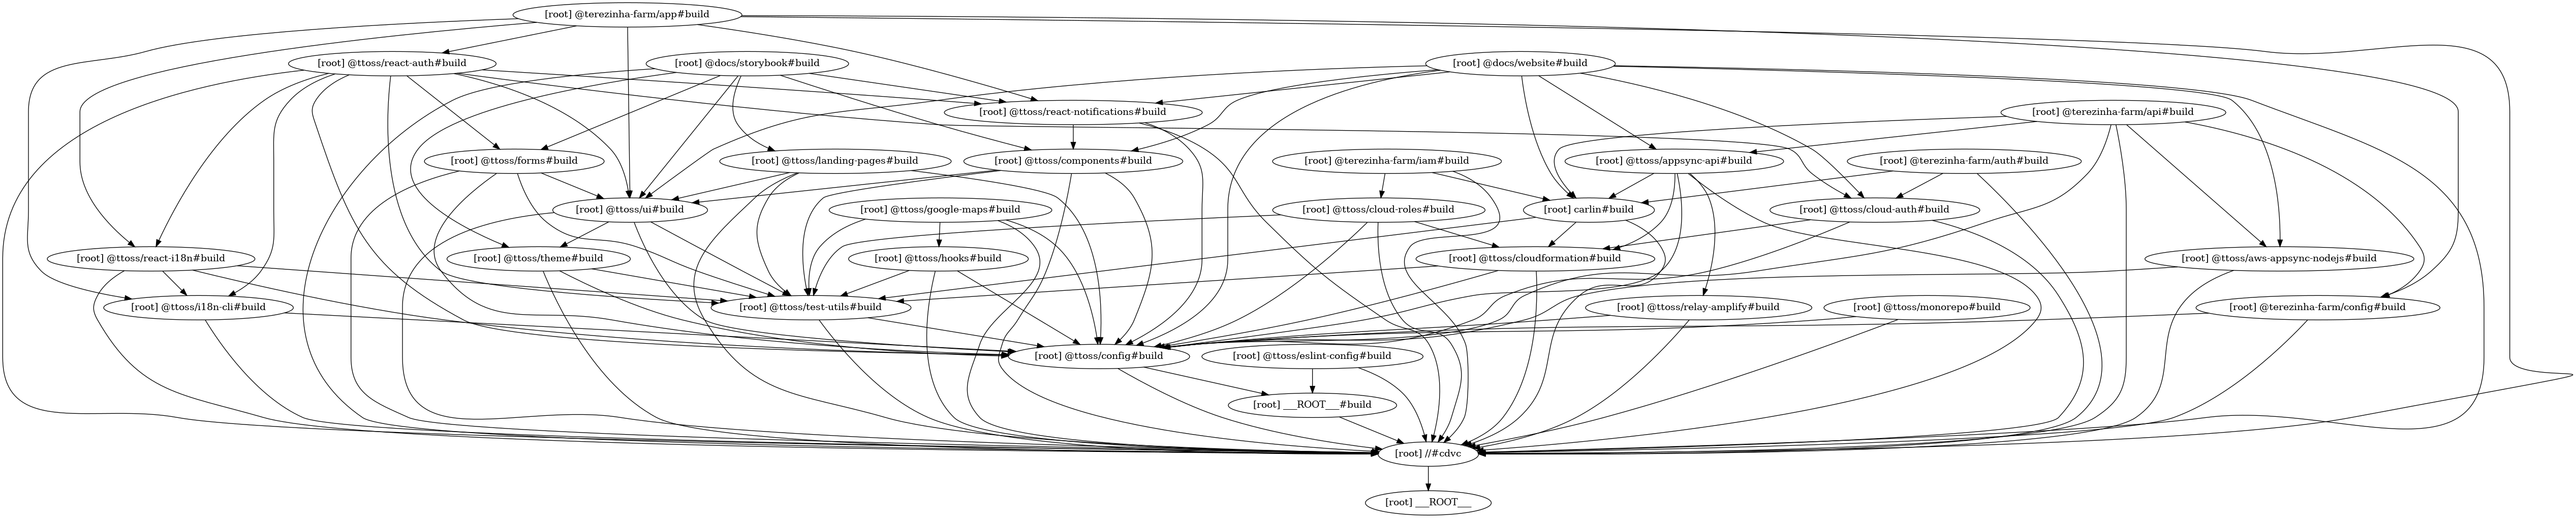 [root] @terezinha-farm/app#build
[root] @ttoss/react-auth#build
[root] @docs/storybook#build
[root] @docs/website#build
[root] @ttoss/react-notifications#build
[root] @terezinha-farm/api#build
[root] @ttoss/forms#build
[root] @ttoss/landing-pages#build
[root] @ttoss/components#build
[root] @terezinha-farm/iam#build
[root] @ttoss/appsync-api#build
[root] @terezinha-farm/auth#build
[root] @ttoss/ui#build
[root] @ttoss/google-maps#build
[root] @ttoss/cloud-roles#build
[root] carlin#build
[root] @ttoss/cloud-auth#build
[root] @ttoss/react-i18n#build
[root] @ttoss/theme#build
[root] @ttoss/hooks#build
[root] @ttoss/cloudformation#build
[root] @ttoss/aws-appsync-nodejs#build
[root] @ttoss/i18n-cli#build
[root] @ttoss/test-utils#build
[root] @ttoss/relay-amplify#build
[root] @ttoss/monorepo#build
[root] @terezinha-farm/config#build
[root] @ttoss/config#build
[root] @ttoss/eslint-config#build
[root] ___ROOT___#build
[root] //#cdvc
[root] ___ROOT___